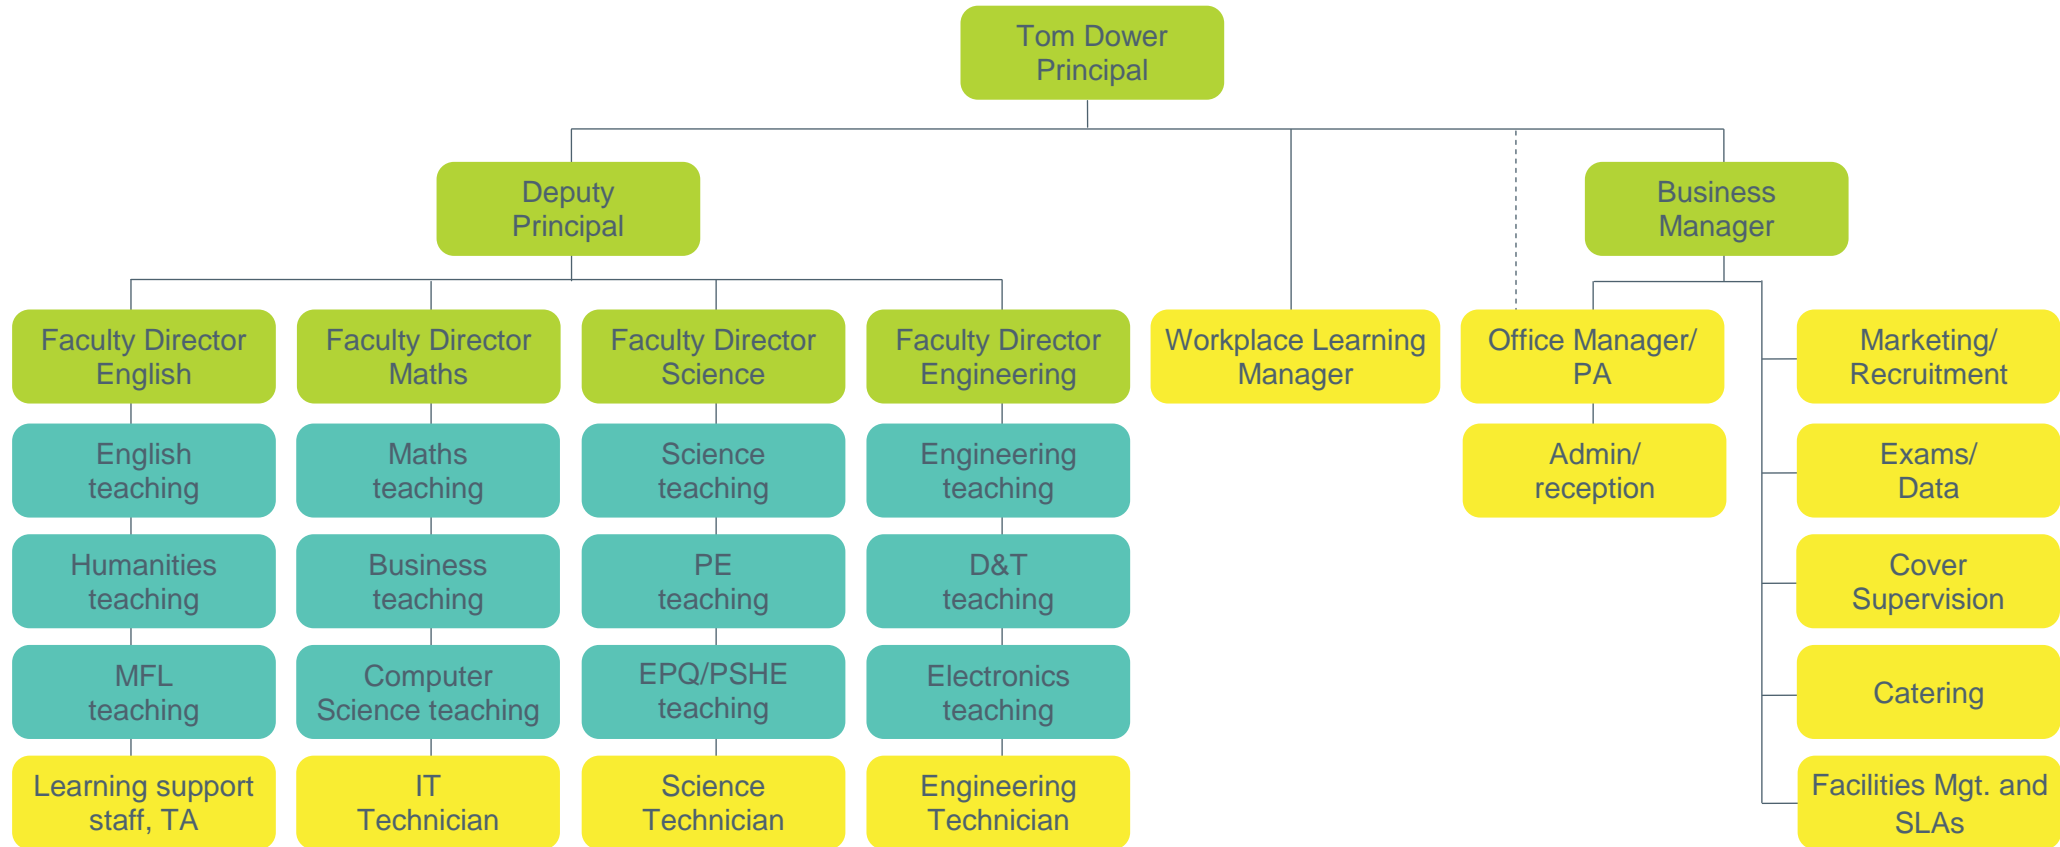 Tom Dower
Principal
Deputy
Principal
Business
Manager
Faculty Director
English
Faculty Director
Maths
Faculty Director
Science
Faculty Director
Engineering
Workplace Learning
Manager
Office Manager/
PA
Marketing/
Recruitment
English
teaching
Maths
teaching
Science
teaching
Engineering
teaching
Admin/
reception
Exams/
Data
Humanities
teaching
Business
teaching
PE
teaching
D&T
teaching
Cover
Supervision
MFL
teaching
Computer
Science teaching
EPQ/PSHE
teaching
Electronics
teaching
Catering
Learning support
staff, TA
IT
Technician
Science
Technician
Engineering
Technician
Facilities Mgt. and
SLAs